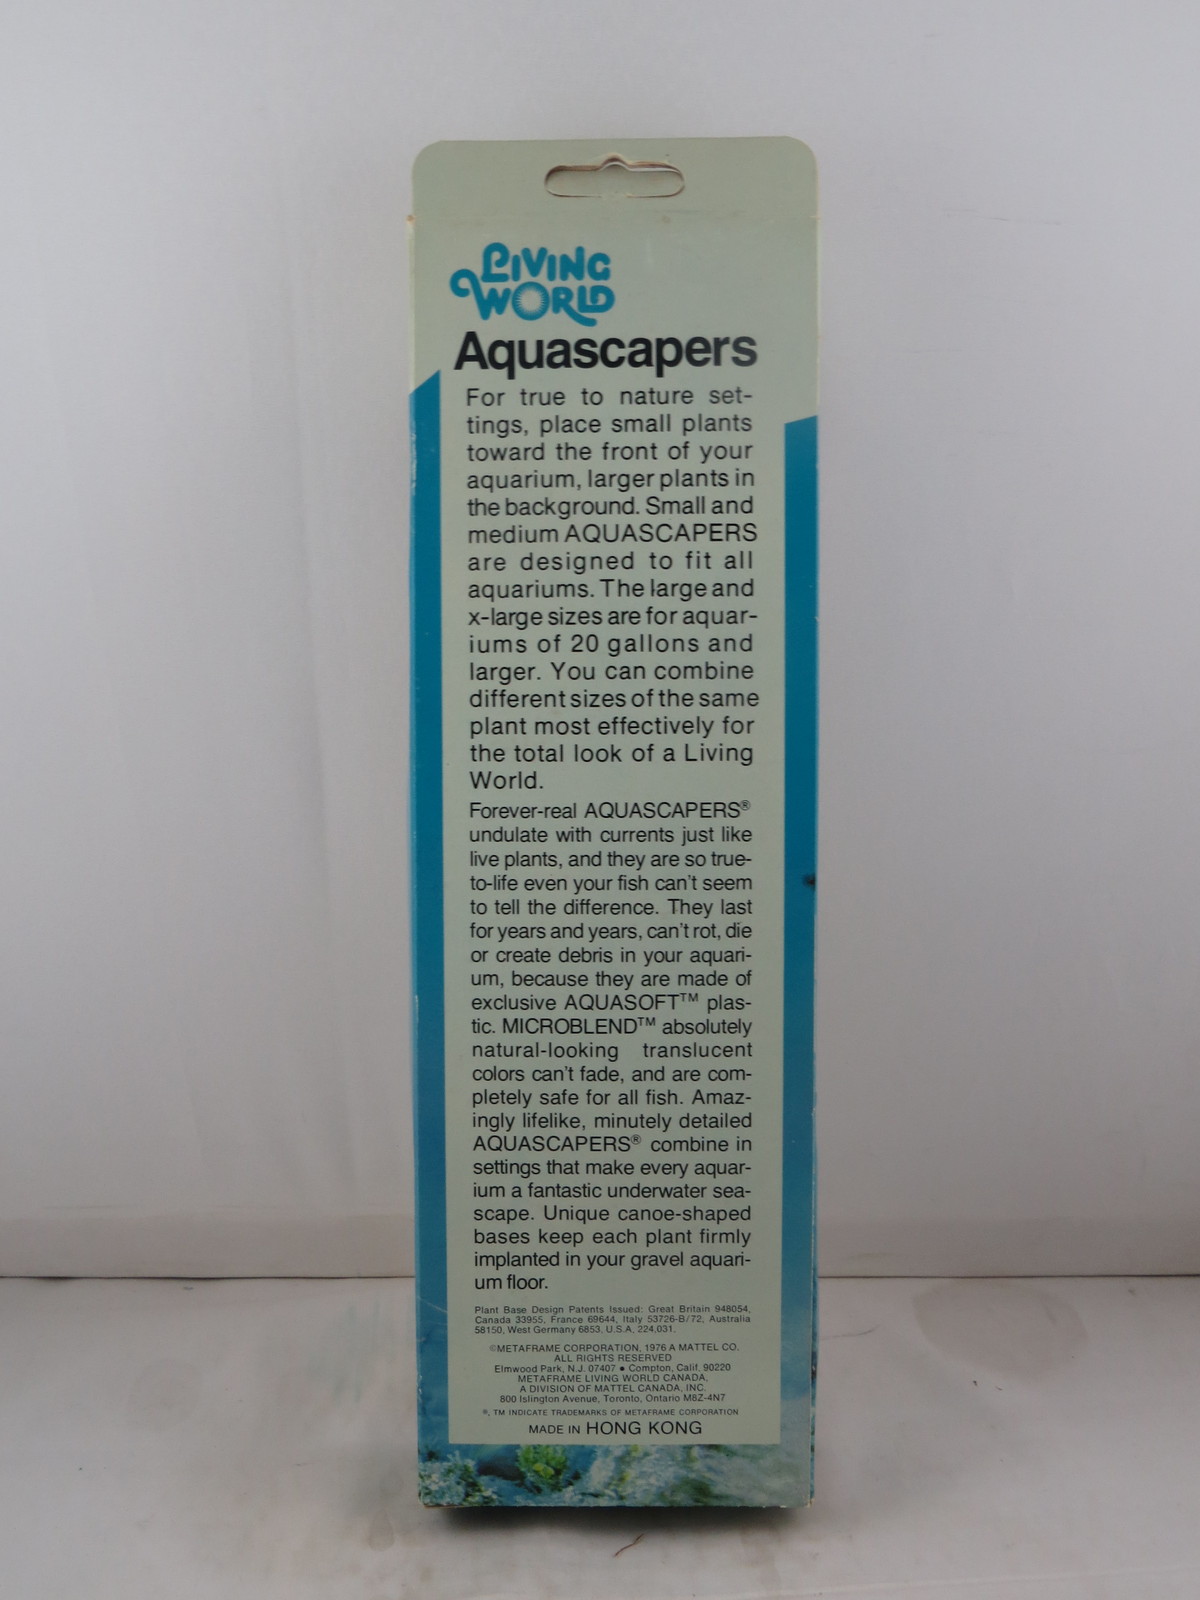 LIVING
WORLD
Aquascapers
For true to nature set-
tings, place small plants
toward the front of your
aquarium, larger plants in
the background. Small and
medium AQUASCAPERS
are designed to fit all
aquariums. The large and
x-large sizes are for aquar-
iums of 20 gallons and
larger. You can combine
different sizes of the same
plant most effectively for
the total look of a Living
World.
Forever-real AQUASCAPERS®
undulate with currents just like
live plants, and they are so true-
to-life even your fish can't seem
to tell the difference. They last
for years and years, can't rot, die
or create debris in your aquari-
um, because they are made of
exclusive AQUASOFT™ plas-
tic. MICROBLEND™ absolutely
natural-looking translucent
colors can't fade, and are com-
pletely safe for all fish. Amaz-
ingly lifelike, minutely detailed
AQUASCAPERS® combine in
settings that make every aquar-
ium a fantastic underwater sea-
scape. Unique canoe-shaped
bases keep each plant firmly
implanted in your gravel aquari-
um floor.
Plant Base Design Patents Issued: Great Britain 948054,
Canada 33955, France 69644, Italy 53726-B/72, Australia
58150, West Germany 6853, U.S.A. 224,031.
©METAFRAME CORPORATION, 1976 A MATTEL CO.
ALL RIGHTS RESERVED
Elmwood Park, N.J. 07407 • Compton, Calif. 90220
METAFRAME LIVING WORLD CANADA,
A DIVISION OF MATTEL CANADA, INC.
800 Islington Avenue, Toronto, Ontario M8Z-4N7
®, TM INDICATE TRADEMARKS OF METAFRAME CORPORATION
MADE IN HONG KONG